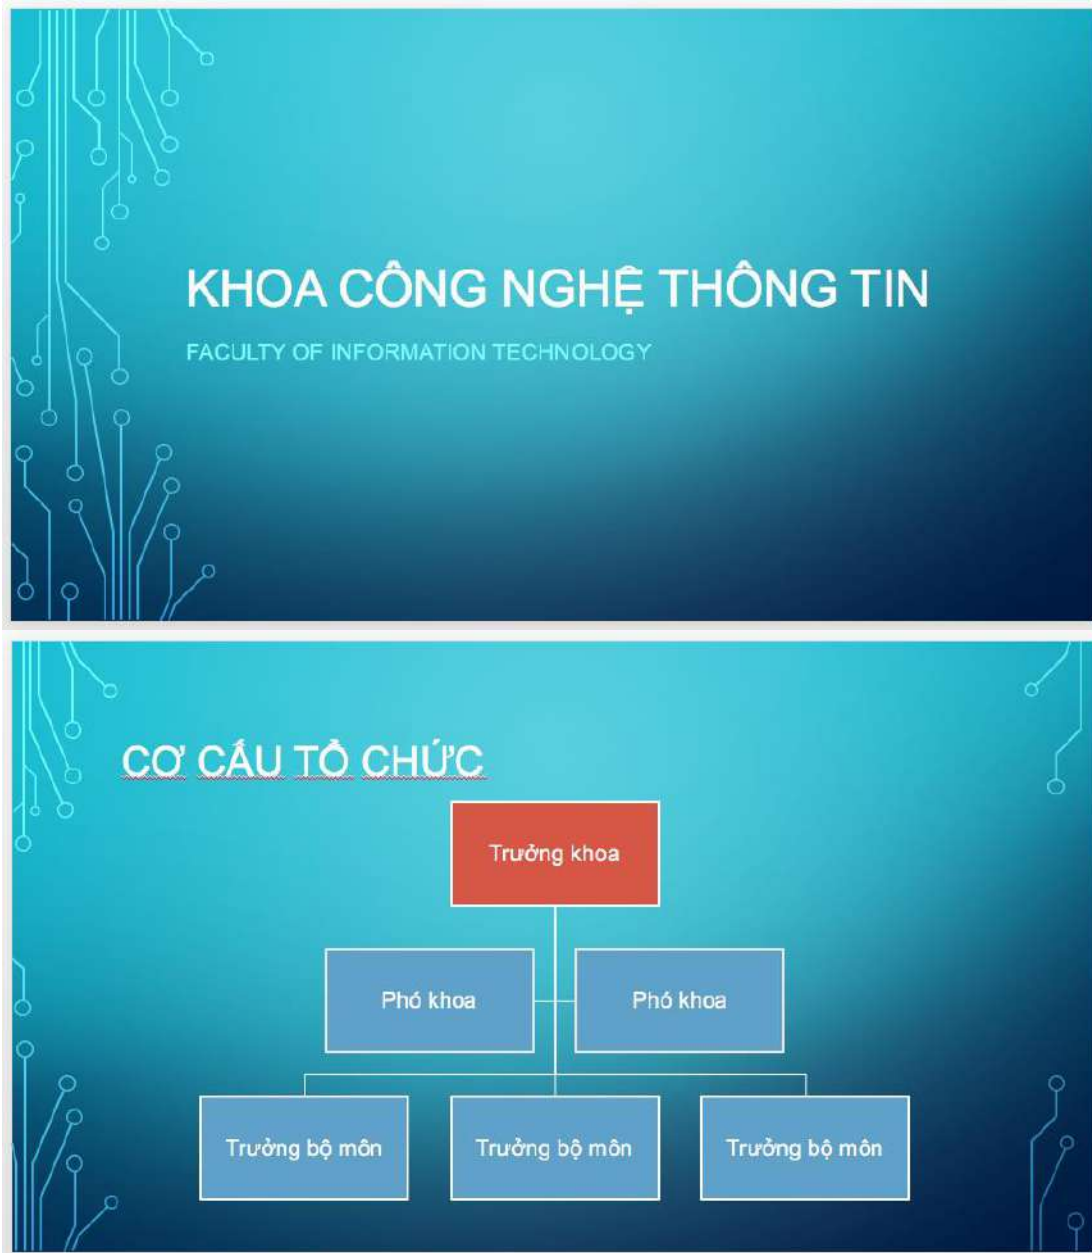 KHOA CÔNG NGHỆ THÔNG TIN
FACULTY OF INFORMATION TECHNOLOGY
CƠ CẤU TỔ CHỨC
Trưởng khoa
Phó khoa
Phó khoa
Trưởng bộ môn
Trưởng bộ môn
Trưởng bộ môn